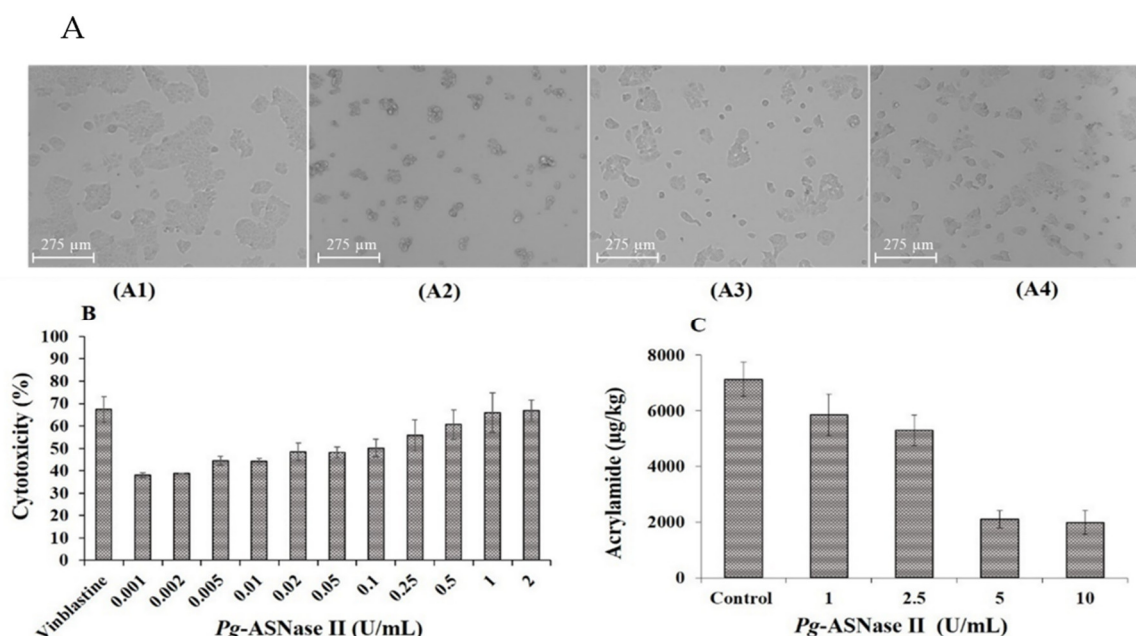 A
275 µm 275 µm 275 µm 275 µm
(A1) (A2) (A3) (A4)
B
100
90
80
70
60
50
40
30
20
10
0
Cytotoxicity (%)
Vinblastine 0.001 0.002 0.005 0.01 0.02 0.05 0.1 0.25 0.5 1 2
Pg-ASNase II (U/mL)
C
8000
6000
4000
2000
0
Acrylamide (µg/kg)
Control 1 2.5 5 10
Pg-ASNase II (U/mL)